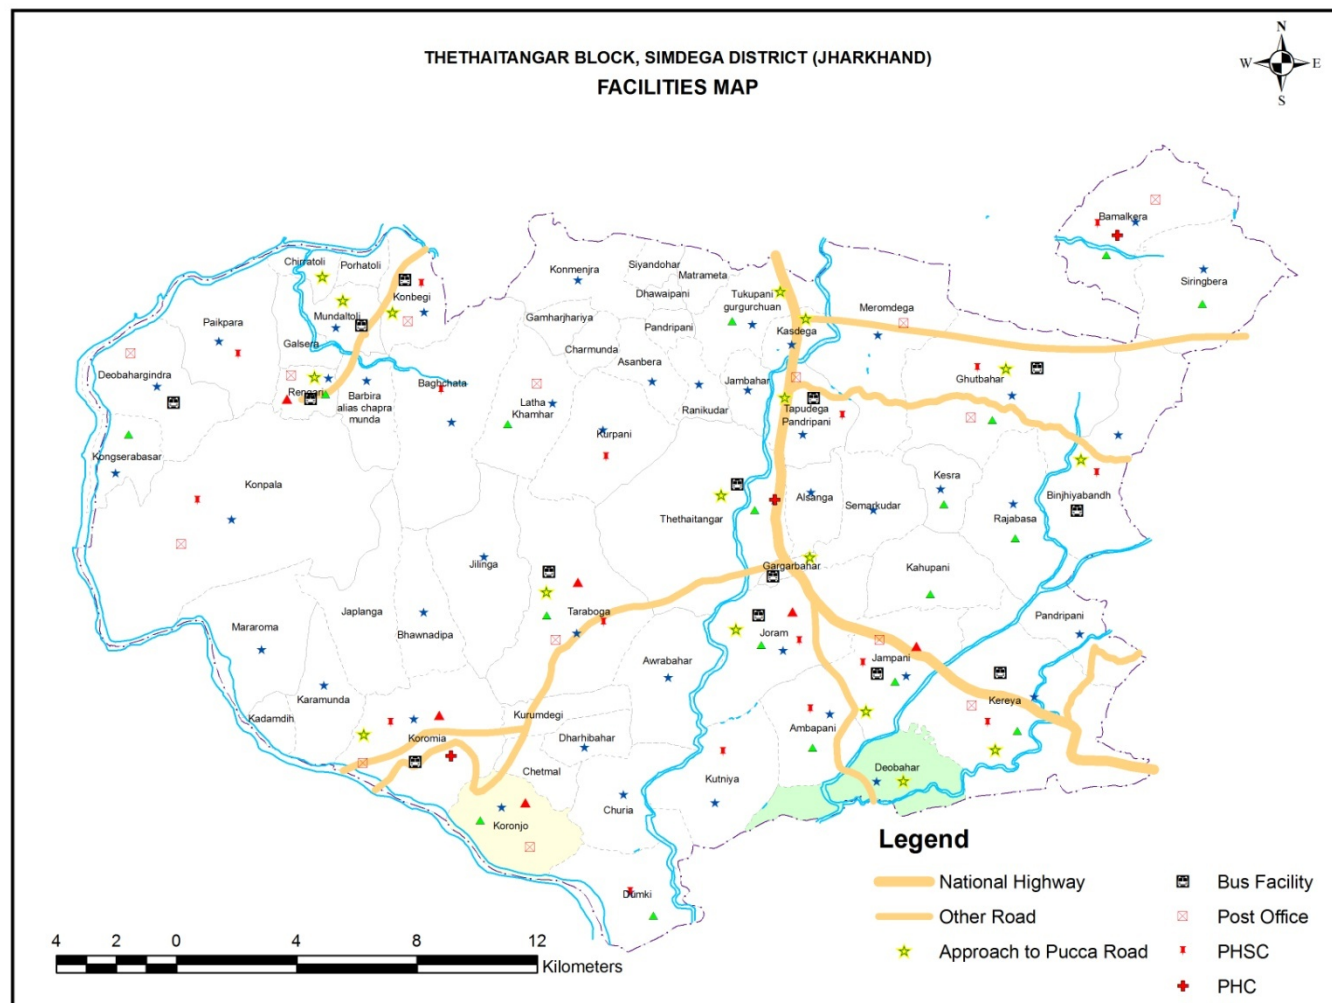 THETHAITANGAR BLOCK, SIMDEGA DISTRICT (JHARKHAND)
FACILITIES MAP
N
W
E
S
Bamalkera
Siringbera
Chirratoli
Porhatoli
Konbegi
Mundaltoli
Paikpara
Galsera
Deobahargindra
Rengari
Barbira
alias chapra
munda
Baghchata
Kongserabasar
Konpala
Konmenjra
Siyandohar
Matrameta
Dhawaipani
Tukupani
gurgurchuan
Gamharjhariya
Pandripani
Charmunda
Asanbera
Kasdega
Meromdega
Jambahar
Ranikudar
Latha
Khamhar
Kurpani
Tapudega
Pandripani
Ghutbahar
Kesra
Alsanga
Semarkudar
Rajabasa
Binjhiyabandh
Thethaitangar
Gargarbahar
Kahupani
Jilinga
Japlanga
Bhawnadipa
Taraboga
Mararoma
Karamunda
Kadamdih
Koromia
Kurumdegi
Awrabahar
Dharhibahar
Chetmal
Joram
Jampani
Pandripani
Kereya
Ambapani
Deobahar
Kutniya
Churia
Koronjo
Dumki
Legend
National Highway
Bus Facility
Other Road
Post Office
Approach to Pucca Road
PHSC
PHC
4 2 0 4 8 12
Kilometers